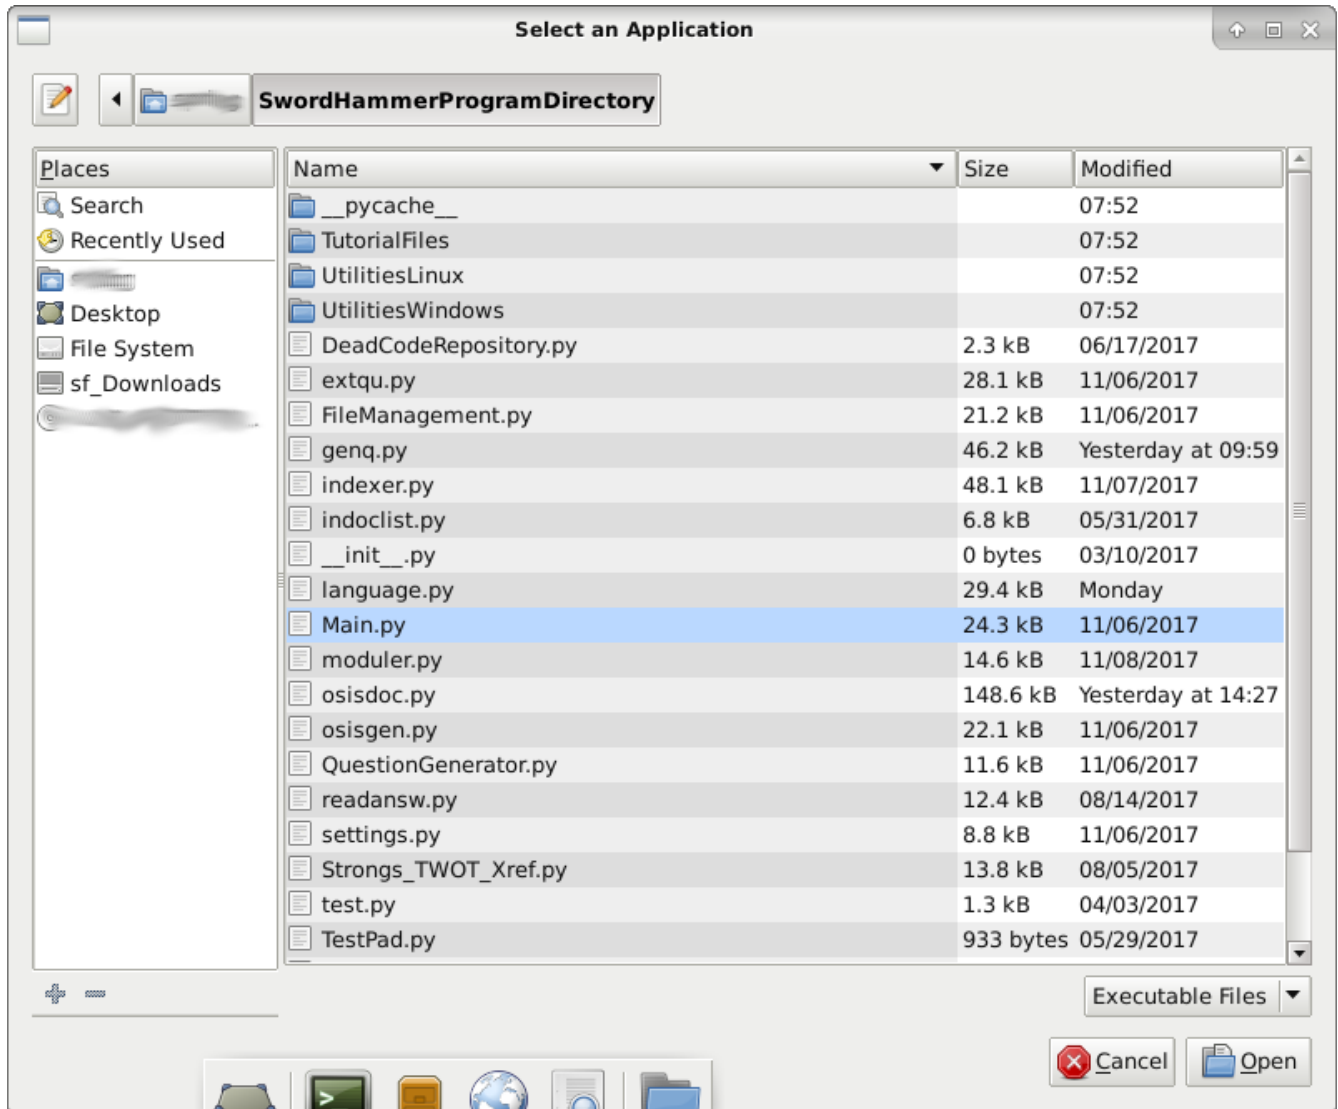 Select an Application
SwordHammerProgramDirectory
Places
Search
Recently Used
Desktop
File System
sf_Downloads
Name Size Modified
__pycache__ 07:52
TutorialFiles 07:52
UtilitiesLinux 07:52
UtilitiesWindows 07:52
DeadCodeRepository.py 2.3 kB 06/17/2017
extqu.py 28.1 kB 11/06/2017
FileManagement.py 21.2 kB 11/06/2017
genq.py 46.2 kB Yesterday at 09:59
indexer.py 48.1 kB 11/07/2017
indoclist.py 6.8 kB 05/31/2017
__init__.py 0 bytes 03/10/2017
language.py 29.4 kB Monday
Main.py 24.3 kB 11/06/2017
moduler.py 14.6 kB 11/08/2017
osisdoc.py 148.6 kB Yesterday at 14:27
osisgen.py 22.1 kB 11/06/2017
QuestionGenerator.py 11.6 kB 11/06/2017
readansw.py 12.4 kB 08/14/2017
settings.py 8.8 kB 11/06/2017
Strongs_TWOT_Xref.py 13.8 kB 08/05/2017
test.py 1.3 kB 04/03/2017
TestPad.py 933 bytes 05/29/2017
Executable Files
Cancel Open